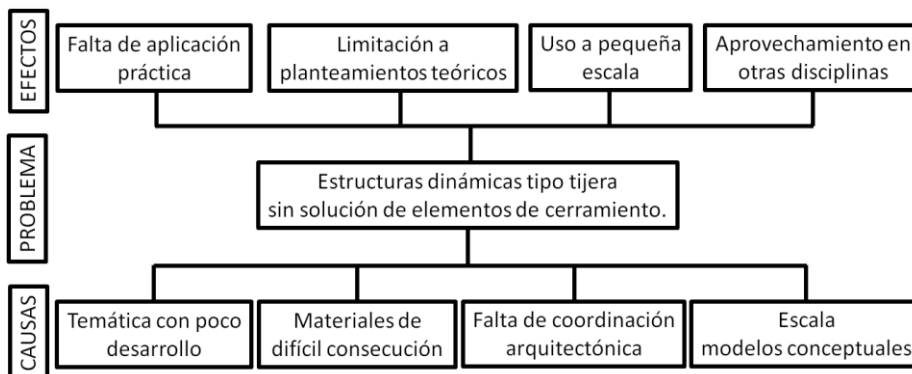 EFECTOS
Falta de aplicación
práctica
Limitación a
planteamientos teóricos
Uso a pequeña
escala
Aprovechamiento en
otras disciplinas
PROBLEMA
Estructuras dinámicas tipo tijera
sin solución de elementos de cerramiento.
CAUSAS
Temática con poco
desarrollo
Materiales de
difícil consecución
Falta de coordinación
arquitectónica
Escala
modelos conceptuales